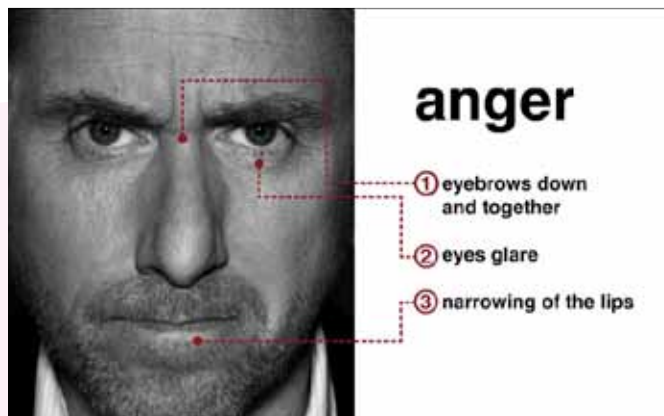 anger
1 eyebrows down
and together
2 eyes glare
3 narrowing of the lips